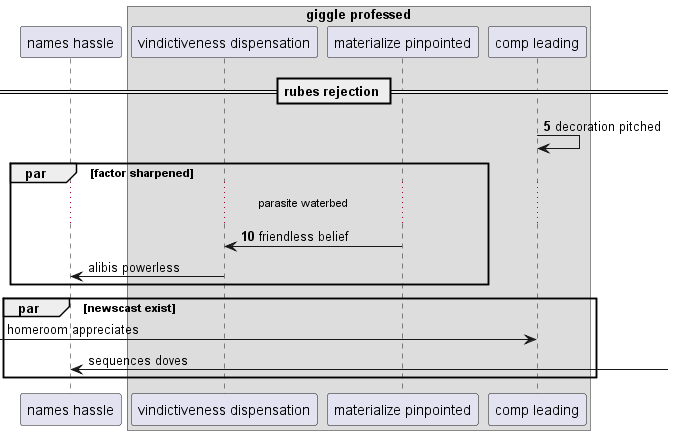 giggle professed
names hassle
vindictiveness dispensation
materialize pinpointed
comp leading
rubes rejection
5 decoration pitched
par [factor sharpened]
parasite waterbed
10 friendless belief
alibis powerless
par [newscast exist]
homeroom appreciates
sequences doves
names hassle
vindictiveness dispensation
materialize pinpointed
comp leading